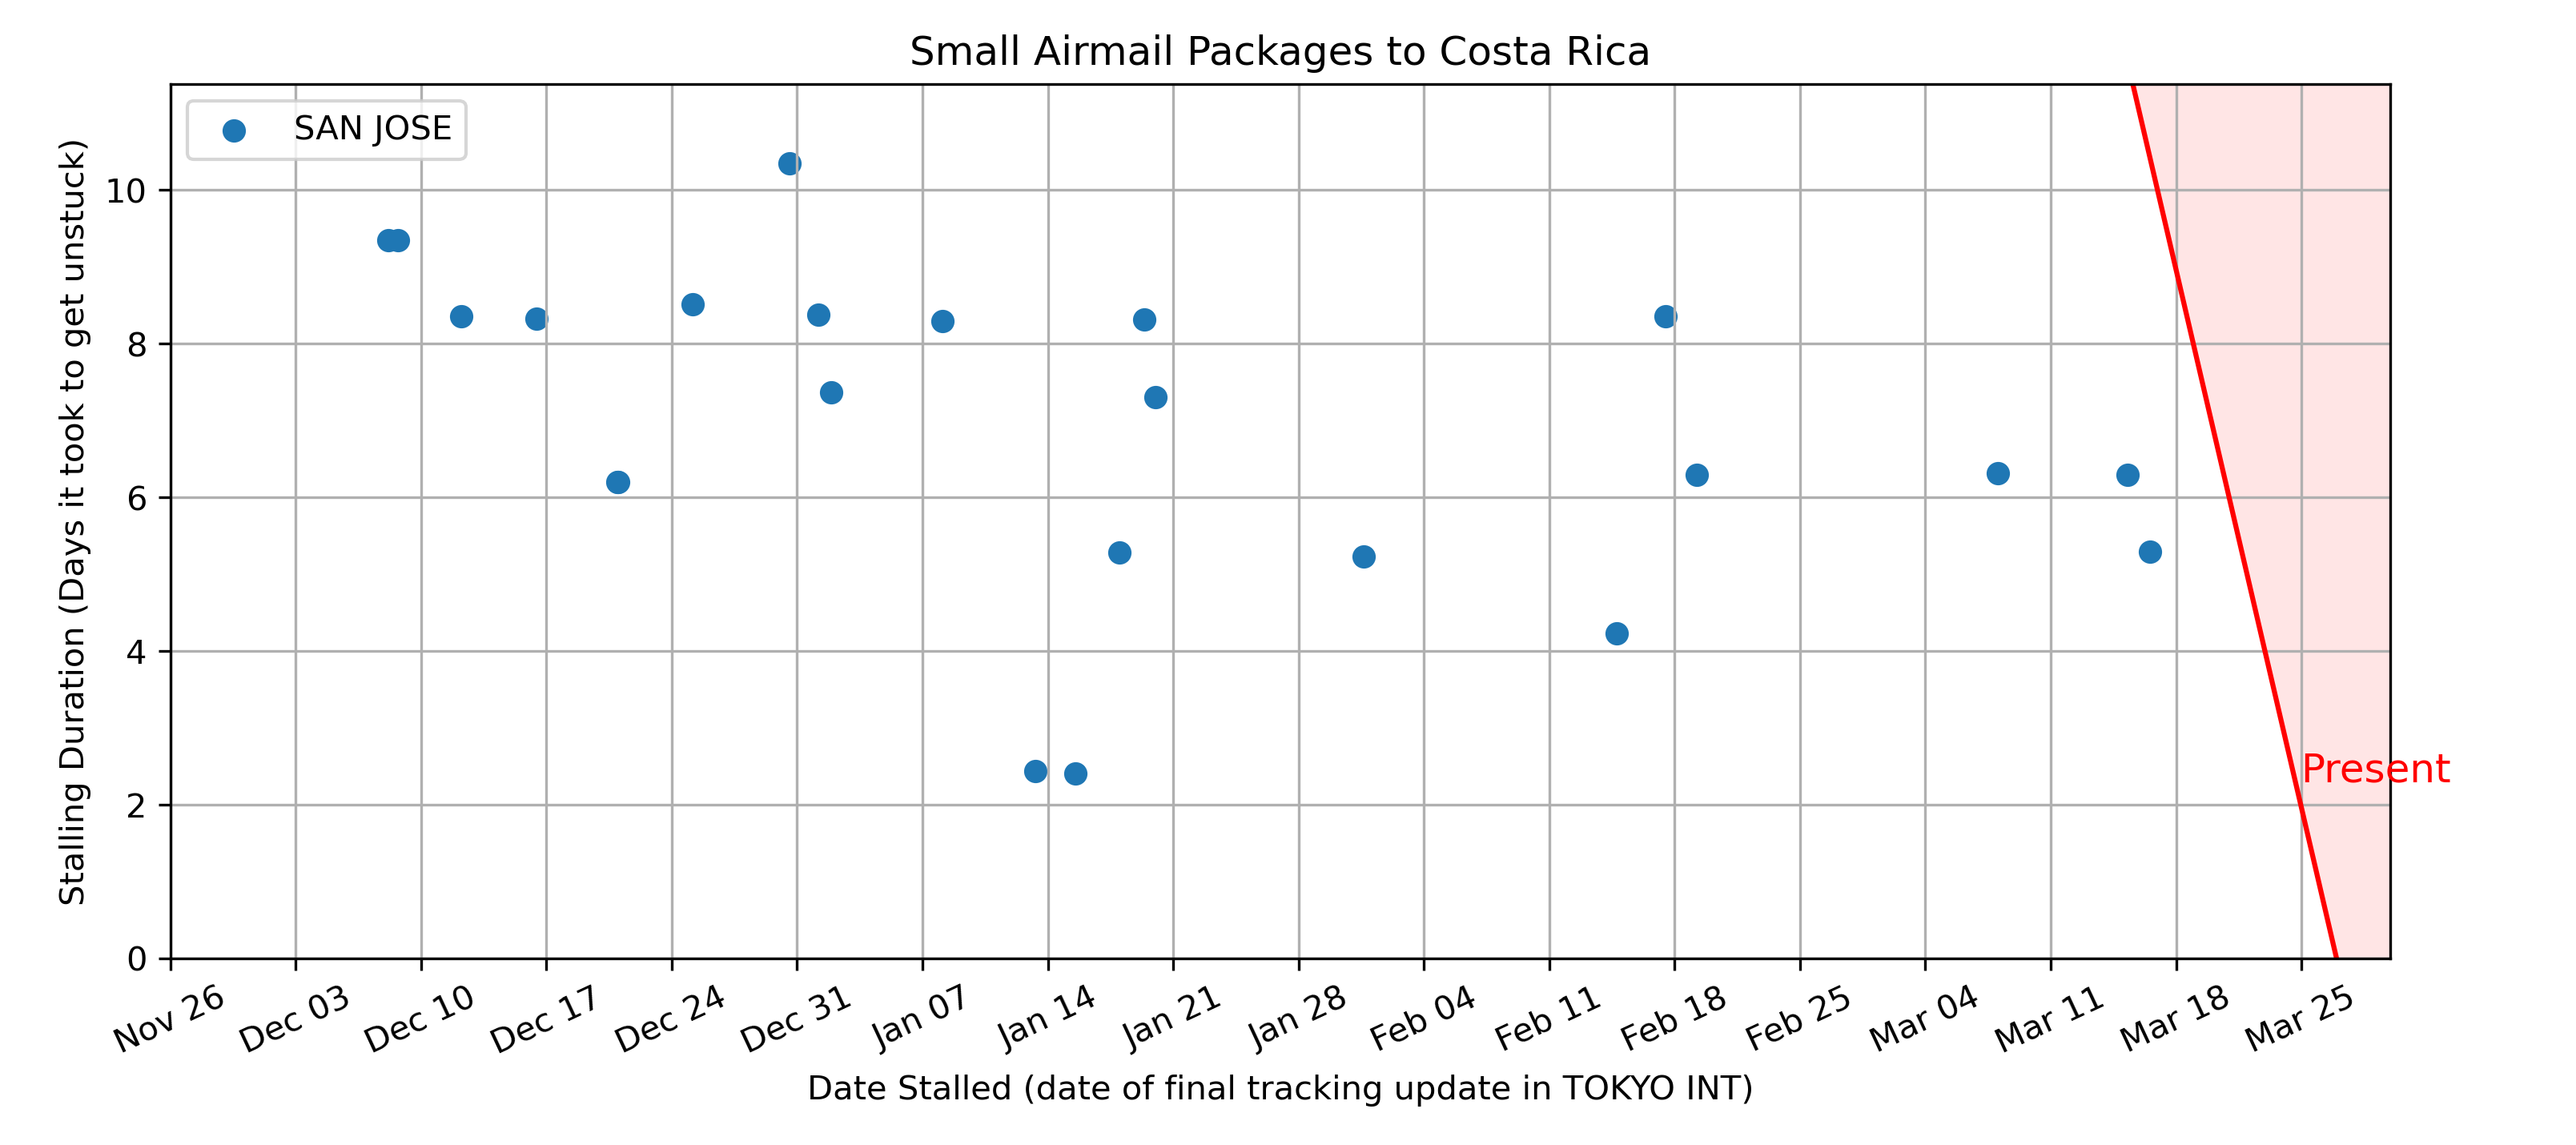 Small Airmail Packages to Costa Rica
SAN JOSE
Stalling Duration (Days it took to get unstuck)
10
8
6
4
2
0
Present
Nov 26
Dec 03
Dec 10
Dec 17
Dec 24
Dec 31
Jan 07
Jan 14
Jan 21
Jan 28
Feb 04
Feb 11
Feb 18
Feb 25
Mar 04
Mar 11
Mar 18
Mar 25
Date Stalled (date of final tracking update in TOKYO INT)